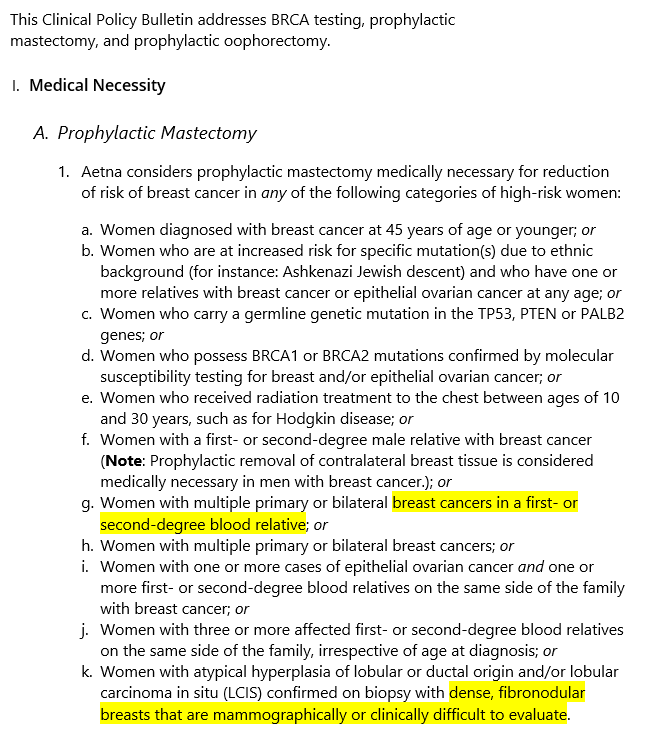 This Clinical Policy Bulletin addresses BRCA testing, prophylactic
mastectomy, and prophylactic oophorectomy.
I. Medical Necessity
A. Prophylactic Mastectomy
1. Aetna considers prophylactic mastectomy medically necessary for reduction
of risk of breast cancer in any of the following categories of high-risk women:
a. Women diagnosed with breast cancer at 45 years of age or younger; or
b. Women who are at increased risk for specific mutation(s) due to ethnic
background (for instance: Ashkenazi Jewish descent) and who have one or
more relatives with breast cancer or epithelial ovarian cancer at any age; or
c. Women who carry a germline genetic mutation in the TP53, PTEN or PALB2
genes; or
d. Women who possess BRCA1 or BRCA2 mutations confirmed by molecular
susceptibility testing for breast and/or epithelial ovarian cancer; or
e. Women who received radiation treatment to the chest between ages of 10
and 30 years, such as for Hodgkin disease; or
f. Women with a first- or second-degree male relative with breast cancer
(Note: Prophylactic removal of contralateral breast tissue is considered
medically necessary in men with breast cancer.); or
g. Women with multiple primary or bilateral breast cancers in a first- or
second-degree blood relative; or
h. Women with multiple primary or bilateral breast cancers; or
i. Women with one or more cases of epithelial ovarian cancer and one or
more first- or second-degree blood relatives on the same side of the family
with breast cancer; or
j. Women with three or more affected first- or second-degree blood relatives
on the same side of the family, irrespective of age at diagnosis; or
k. Women with atypical hyperplasia of lobular or ductal origin and/or lobular
carcinoma in situ (LCIS) confirmed on biopsy with dense, fibronodular
breasts that are mammographically or clinically difficult to evaluate.